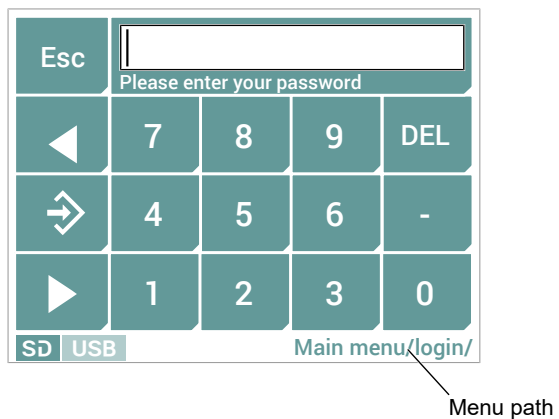 Esc
Please enter your password
7 8 9 DEL
4 5 6 -
1 2 3 0
SD USB Main menu/login/
Menu path